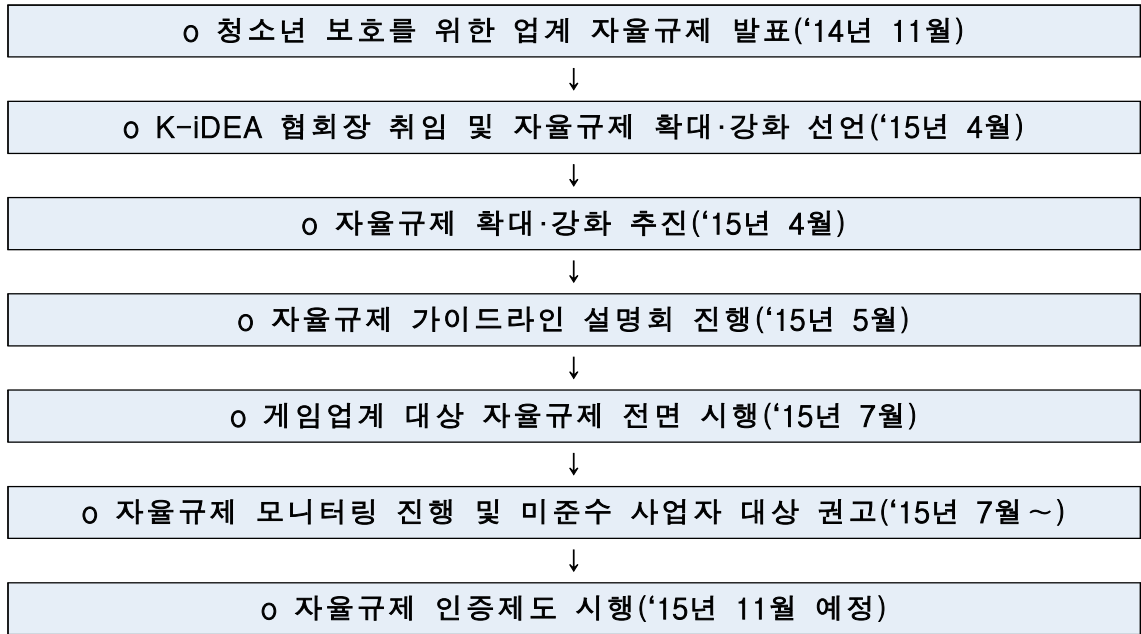 o 청소년 보호를 위한 업계 자율규제 발표(‘14년 11월)
↓
o K-iDEA 협회장 취임 및 자율규제 확대·강화 선언(‘15년 4월)
↓
o 자율규제 확대·강화 추진(‘15년 4월)
↓
o 자율규제 가이드라인 설명회 진행(‘15년 5월)
↓
o 게임업계 대상 자율규제 전면 시행(‘15년 7월)
↓
o 자율규제 모니터링 진행 및 미준수 사업자 대상 권고(‘15년 7월～)
↓
o 자율규제 인증제도 시행(‘15년 11월 예정)